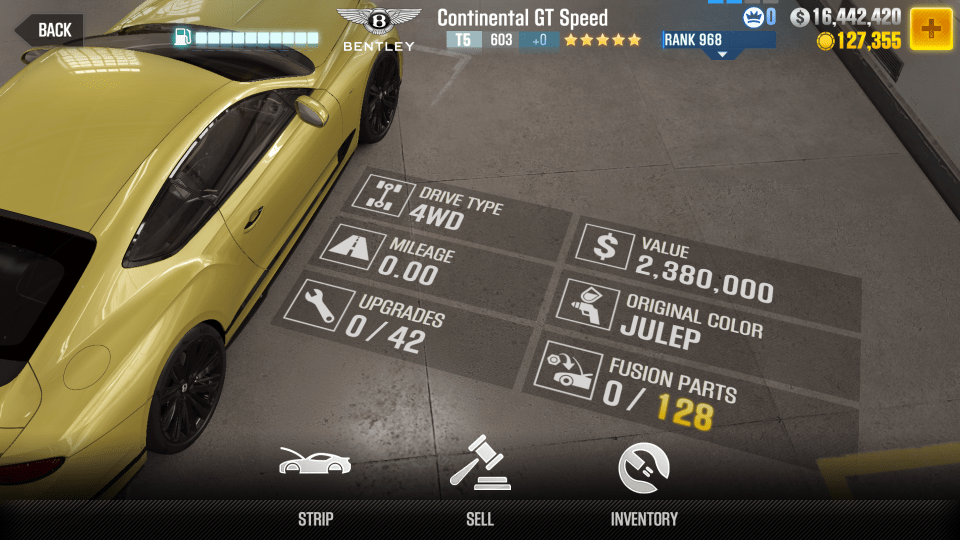 BACK
B
BENTLEY
Continental GT Speed
T5 603 +0
RANK 968
0
$ 16,442,420
127,355
DRIVE TYPE
4WD
MILEAGE
0.00
UPGRADES
0 / 42
$
VALUE
2,380,000
ORIGINAL COLOR
JULEP
FUSION PARTS
0 / 128
STRIP
SELL
INVENTORY